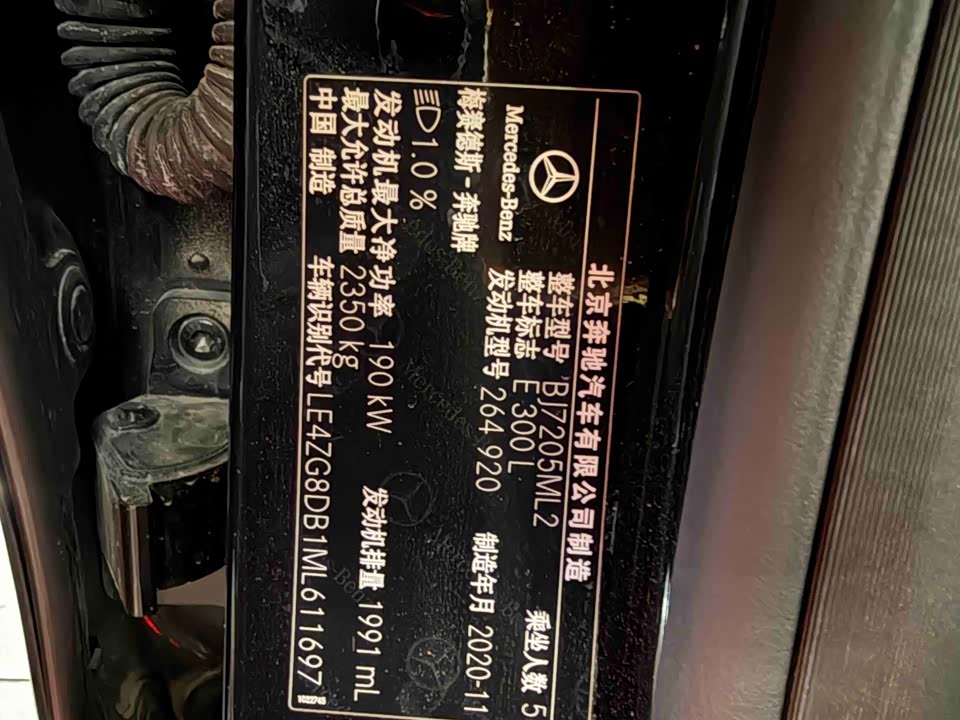 北京奔驰汽车有限公司制造
Mercedes-Benz
整车型号 BJ7205ML2 乘坐人数 5
整车标志 E 300 L
梅赛德斯-奔驰牌 发动机型号 264 920 制造年月 2020-11
1.0 %
发动机最大净功率 190 kW 发动机排量 1991 mL
最大允许总质量 2350 kg
中国 制造 车辆识别代号 LE4ZG8DB1ML611697